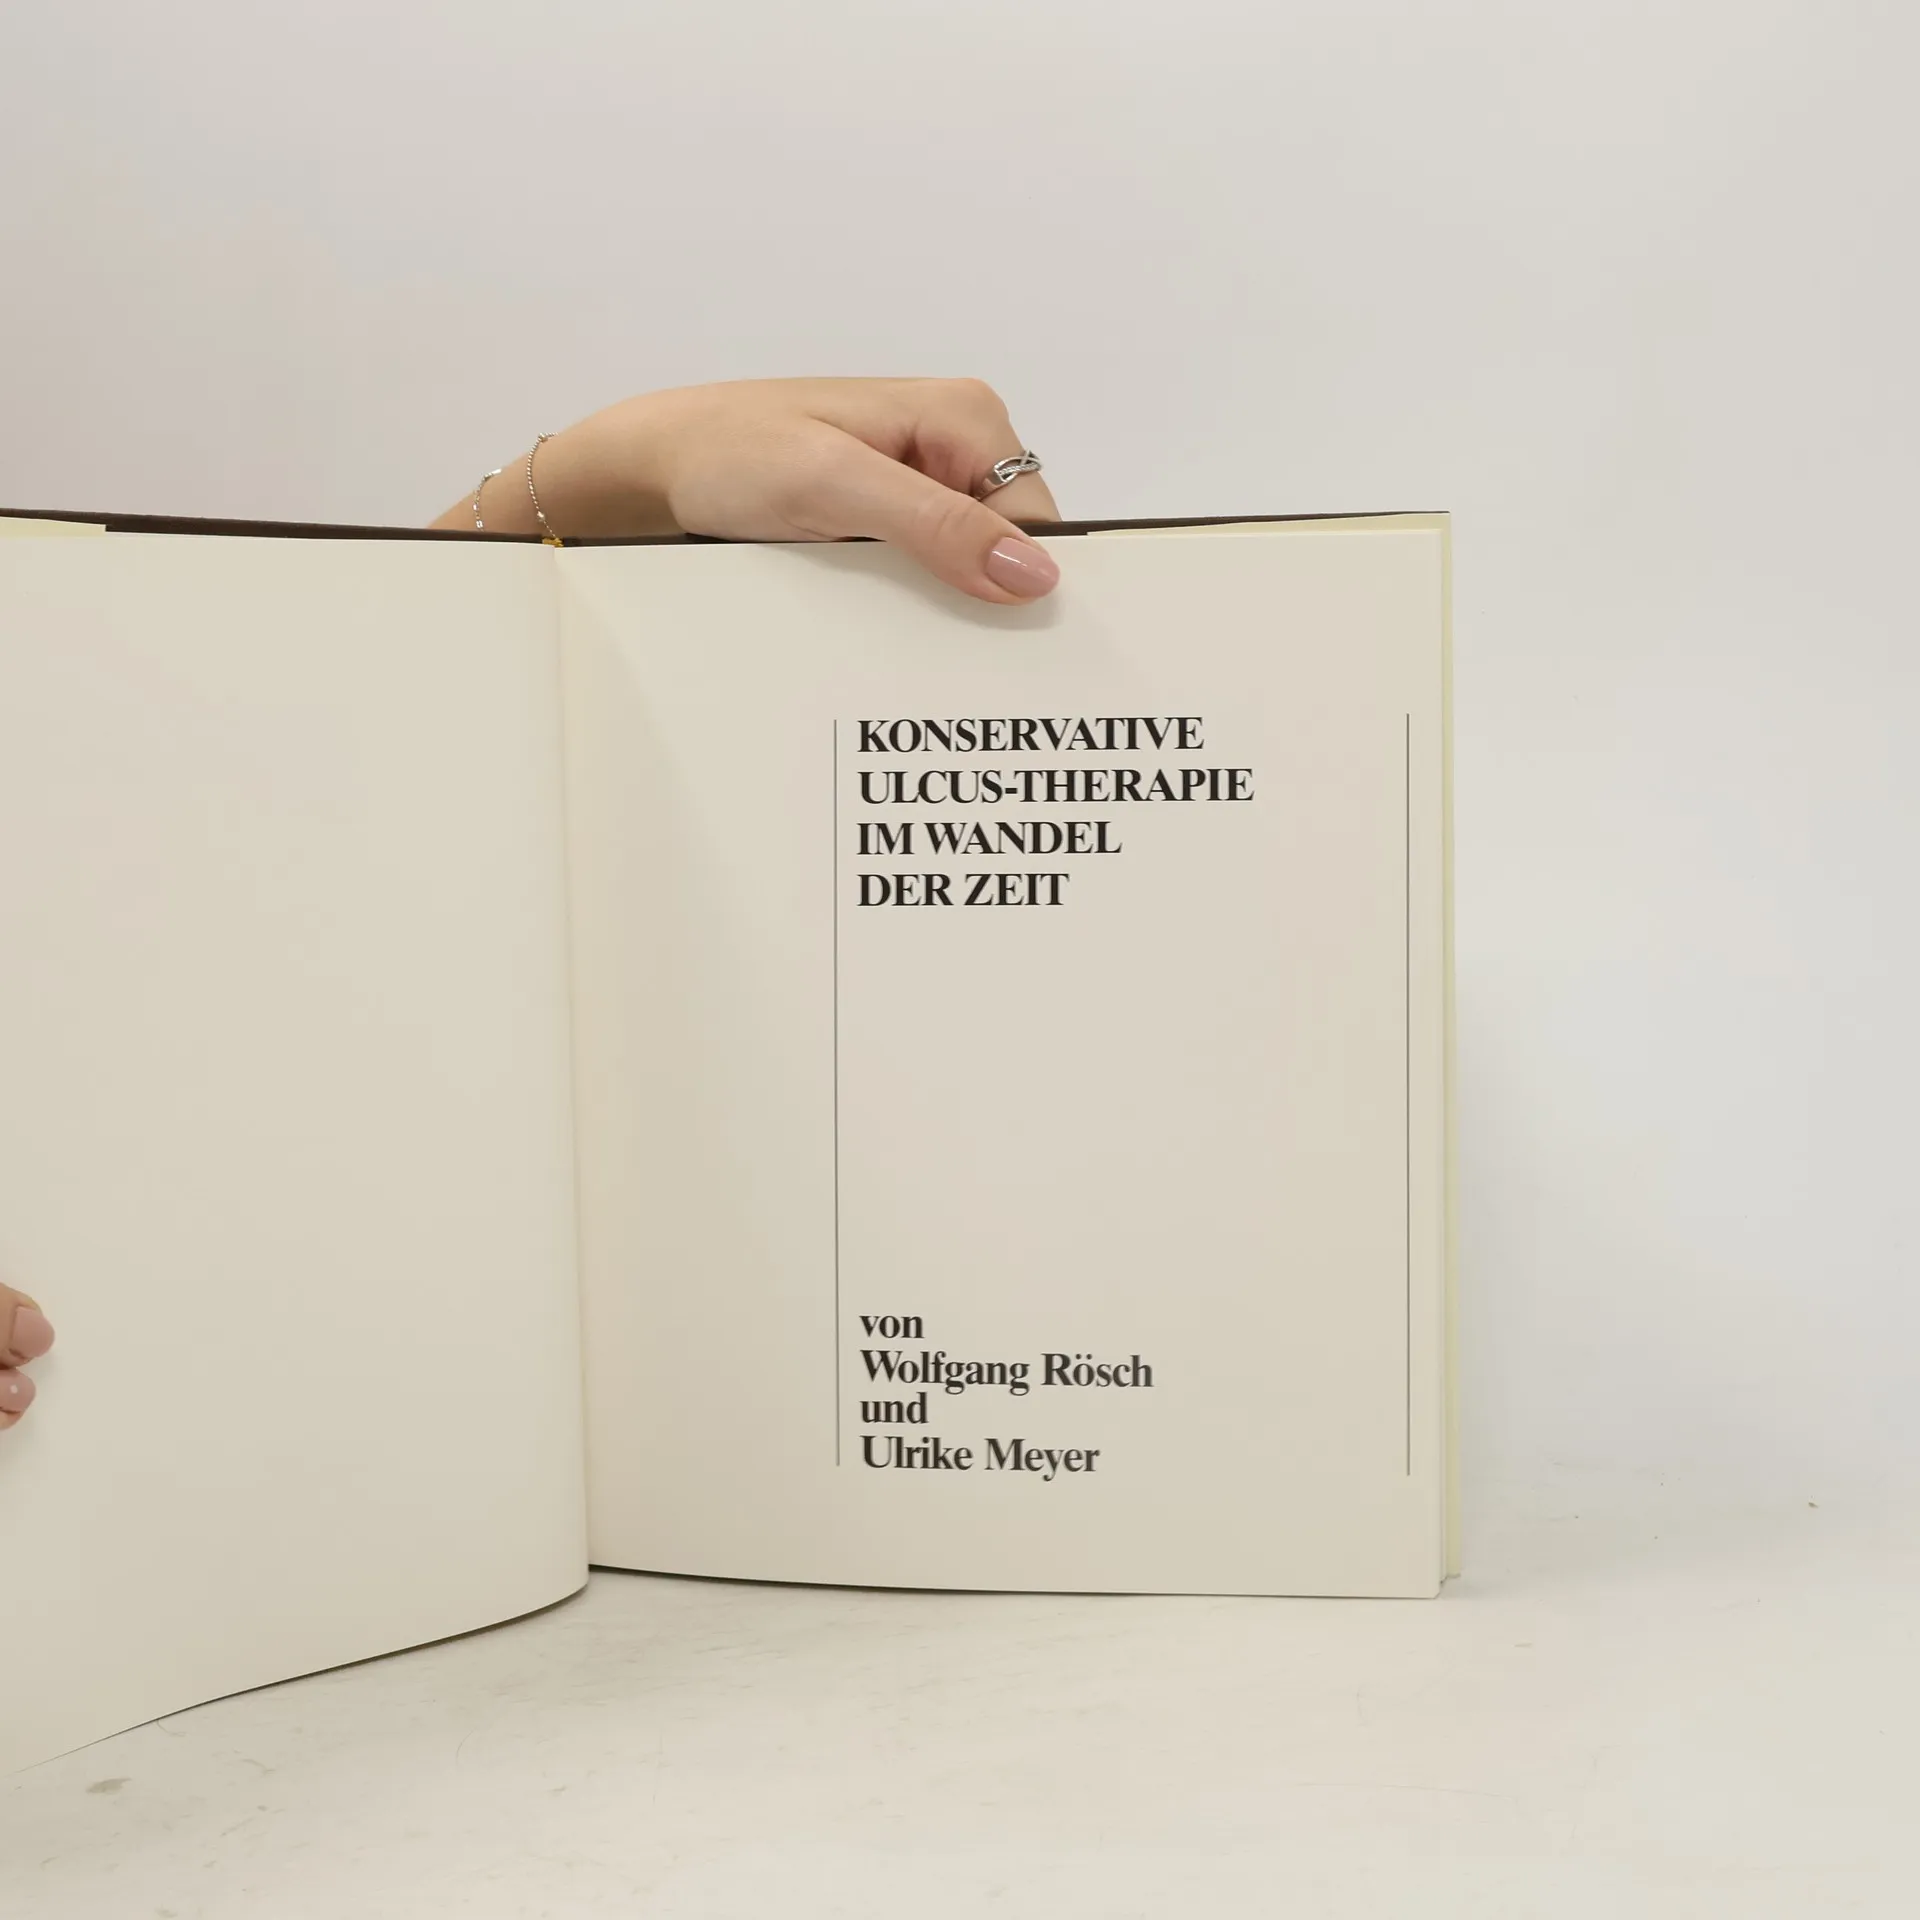 KONSERVATIVE
ULCUS-THERAPIE
IM WANDEL
DER ZEIT
von
Wolfgang Rösch
und
Ulrike Meyer